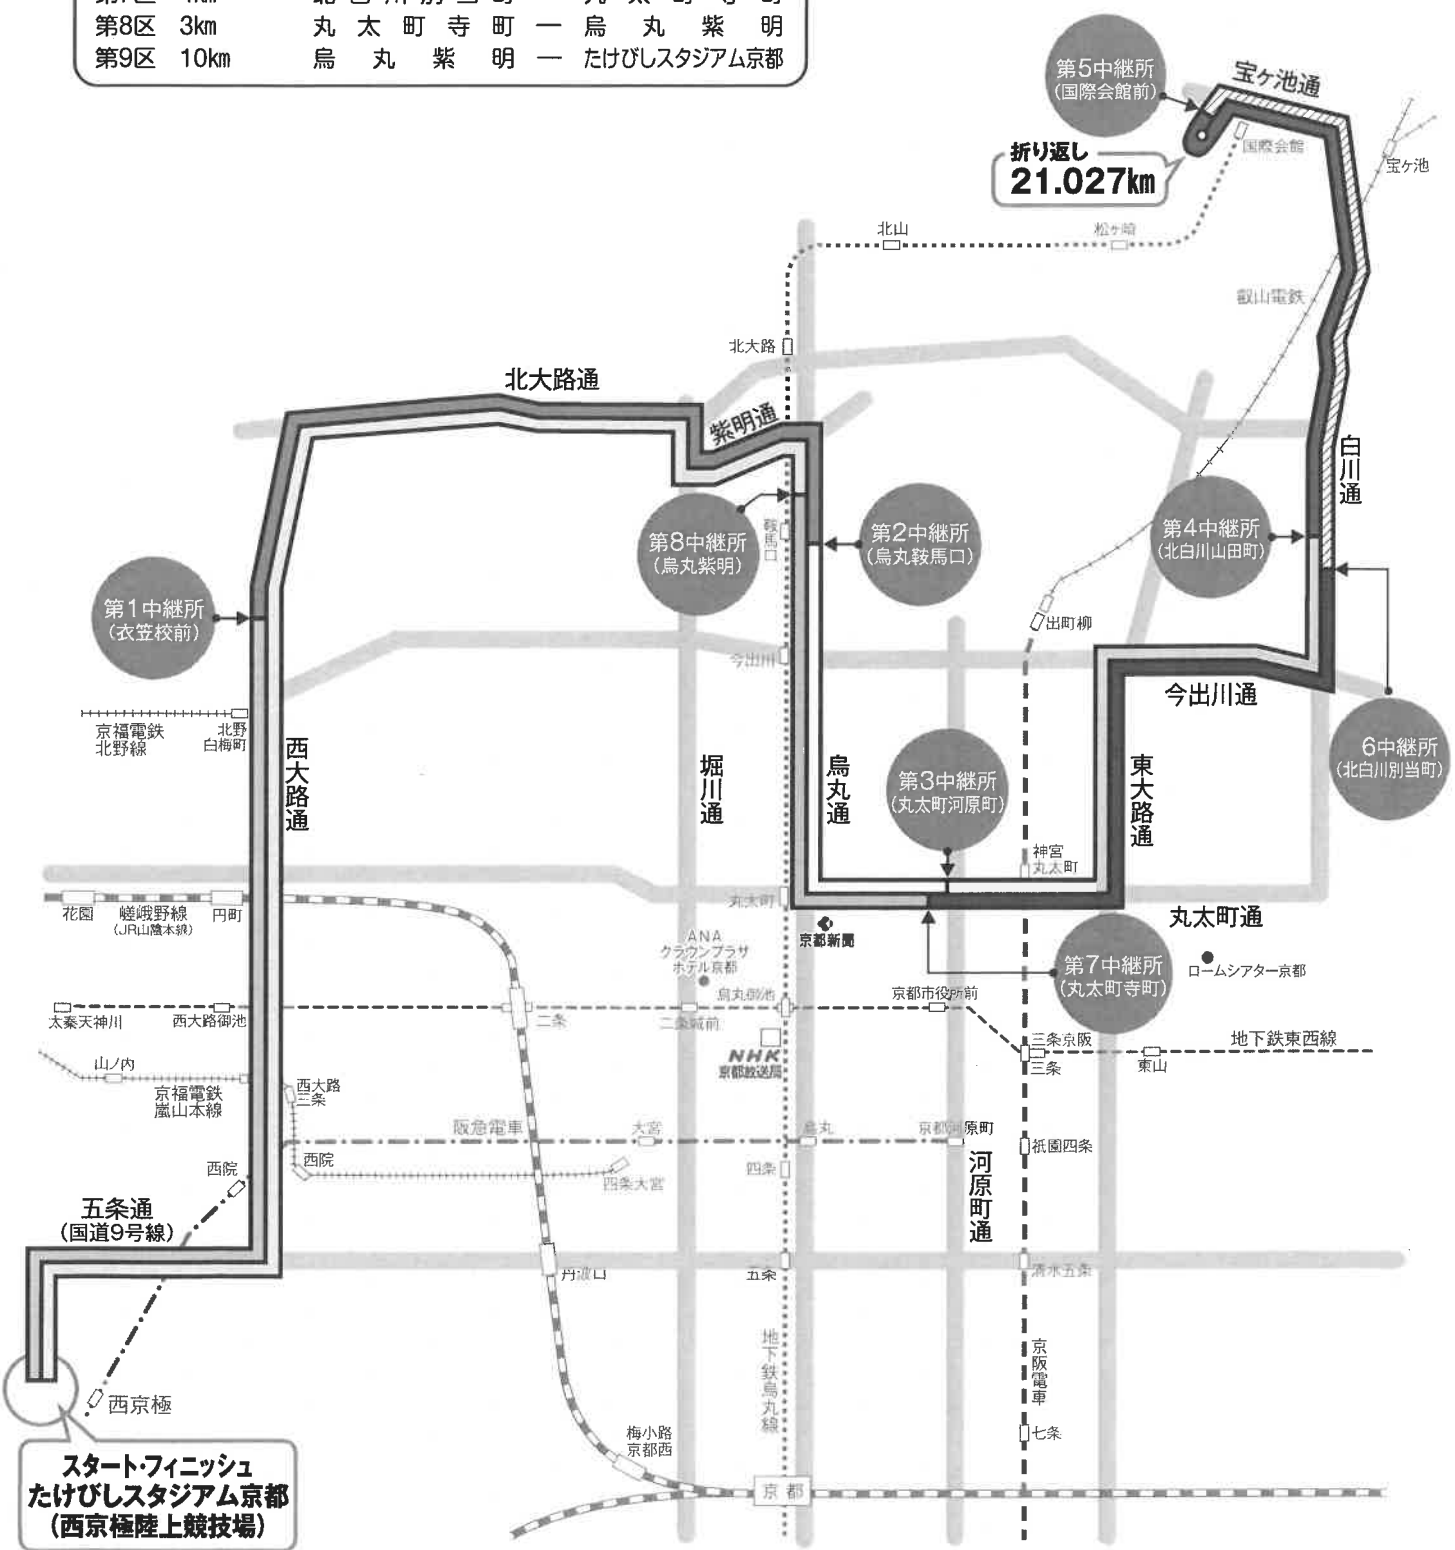 第8区 3km 丸太町寺町 ー 烏丸紫明
第9区 10km 烏丸紫明 ー たけびしスタジアム京都
第5中継所
(国際会館前)
宝ヶ池通
国際会館
折り返し
21.027km
宝ヶ池
北山
松ヶ崎
叡山電鉄
北大路
北大路通
紫明通
白川通
第8中継所
(烏丸紫明)
鞍馬口
第2中継所
(烏丸鞍馬口)
第4中継所
(北白川山田町)
第1中継所
(衣笠校前)
出町柳
今出川
今出川通
京福電鉄
北野線
北野
白梅町
西大路通
堀川通
烏丸通
第3中継所
(丸太町河原町)
東大路通
6中継所
(北白川別当町)
神宮
丸太町
花園
嵯峨野線
(JR山陰本線)
円町
丸太町
京都新聞
丸太町通
ANA
クラウンプラザ
ホテル京都
第7中継所
(丸太町寺町)
ロームシアター京都
太秦天神川
西大路御池
二条
二条城前
烏丸御池
京都市役所前
NHK
京都放送局
三条京阪
三条
東山
地下鉄東西線
山ノ内
京福電鉄
嵐山本線
西大路
三条
阪急電車
大宮
烏丸
京都河原町
祇園四条
西院
西院
四条大宮
四条
河原町通
五条通
(国道9号線)
丹波口
五条
清水五条
地下鉄烏丸線
京阪電車
西京極
七条
梅小路
京都西
京都
スタート・フィニッシュ
たけびしスタジアム京都
(西京極陸上競技場)